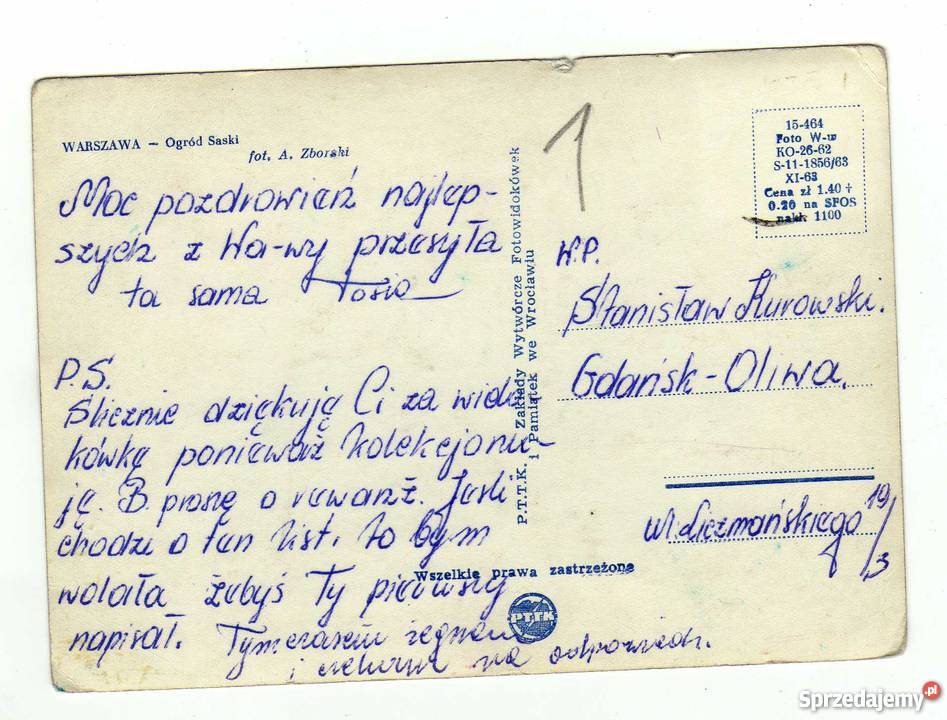 WARSZAWA – Ogród Saski
fot. A. Zborski
Moc pozdrowień najlep-
szych z Wa-wy przesyła
ta sama Tosia
P.S.
Ślicznie dziękuję Ci za wido
kówkę ponieważ kolekcjonu-
ję. B. proszę o rewanż. Jeśli
chodzi o ten list. to bym
wolała żebyś Ty pierwszy
napisał. Tymczasem żegnam
i czekam na odpowiedź.
P.T.T.K. Zakłady Wytwórcze Fotowidokówek
i Pamiątek we Wrocławiu
Wszelkie prawa zastrzeżone
PTTK
1
15-464
Foto W-w
KO-26-62
S-11-1856/63
XI-63
Cena zł 1.40 +
0.20 na SFOS
nakł. 1100
W.P.
Stanisław Kurowski.
Gdańsk-Oliwa.
ul. 19/3
Sprzedajemy.pl